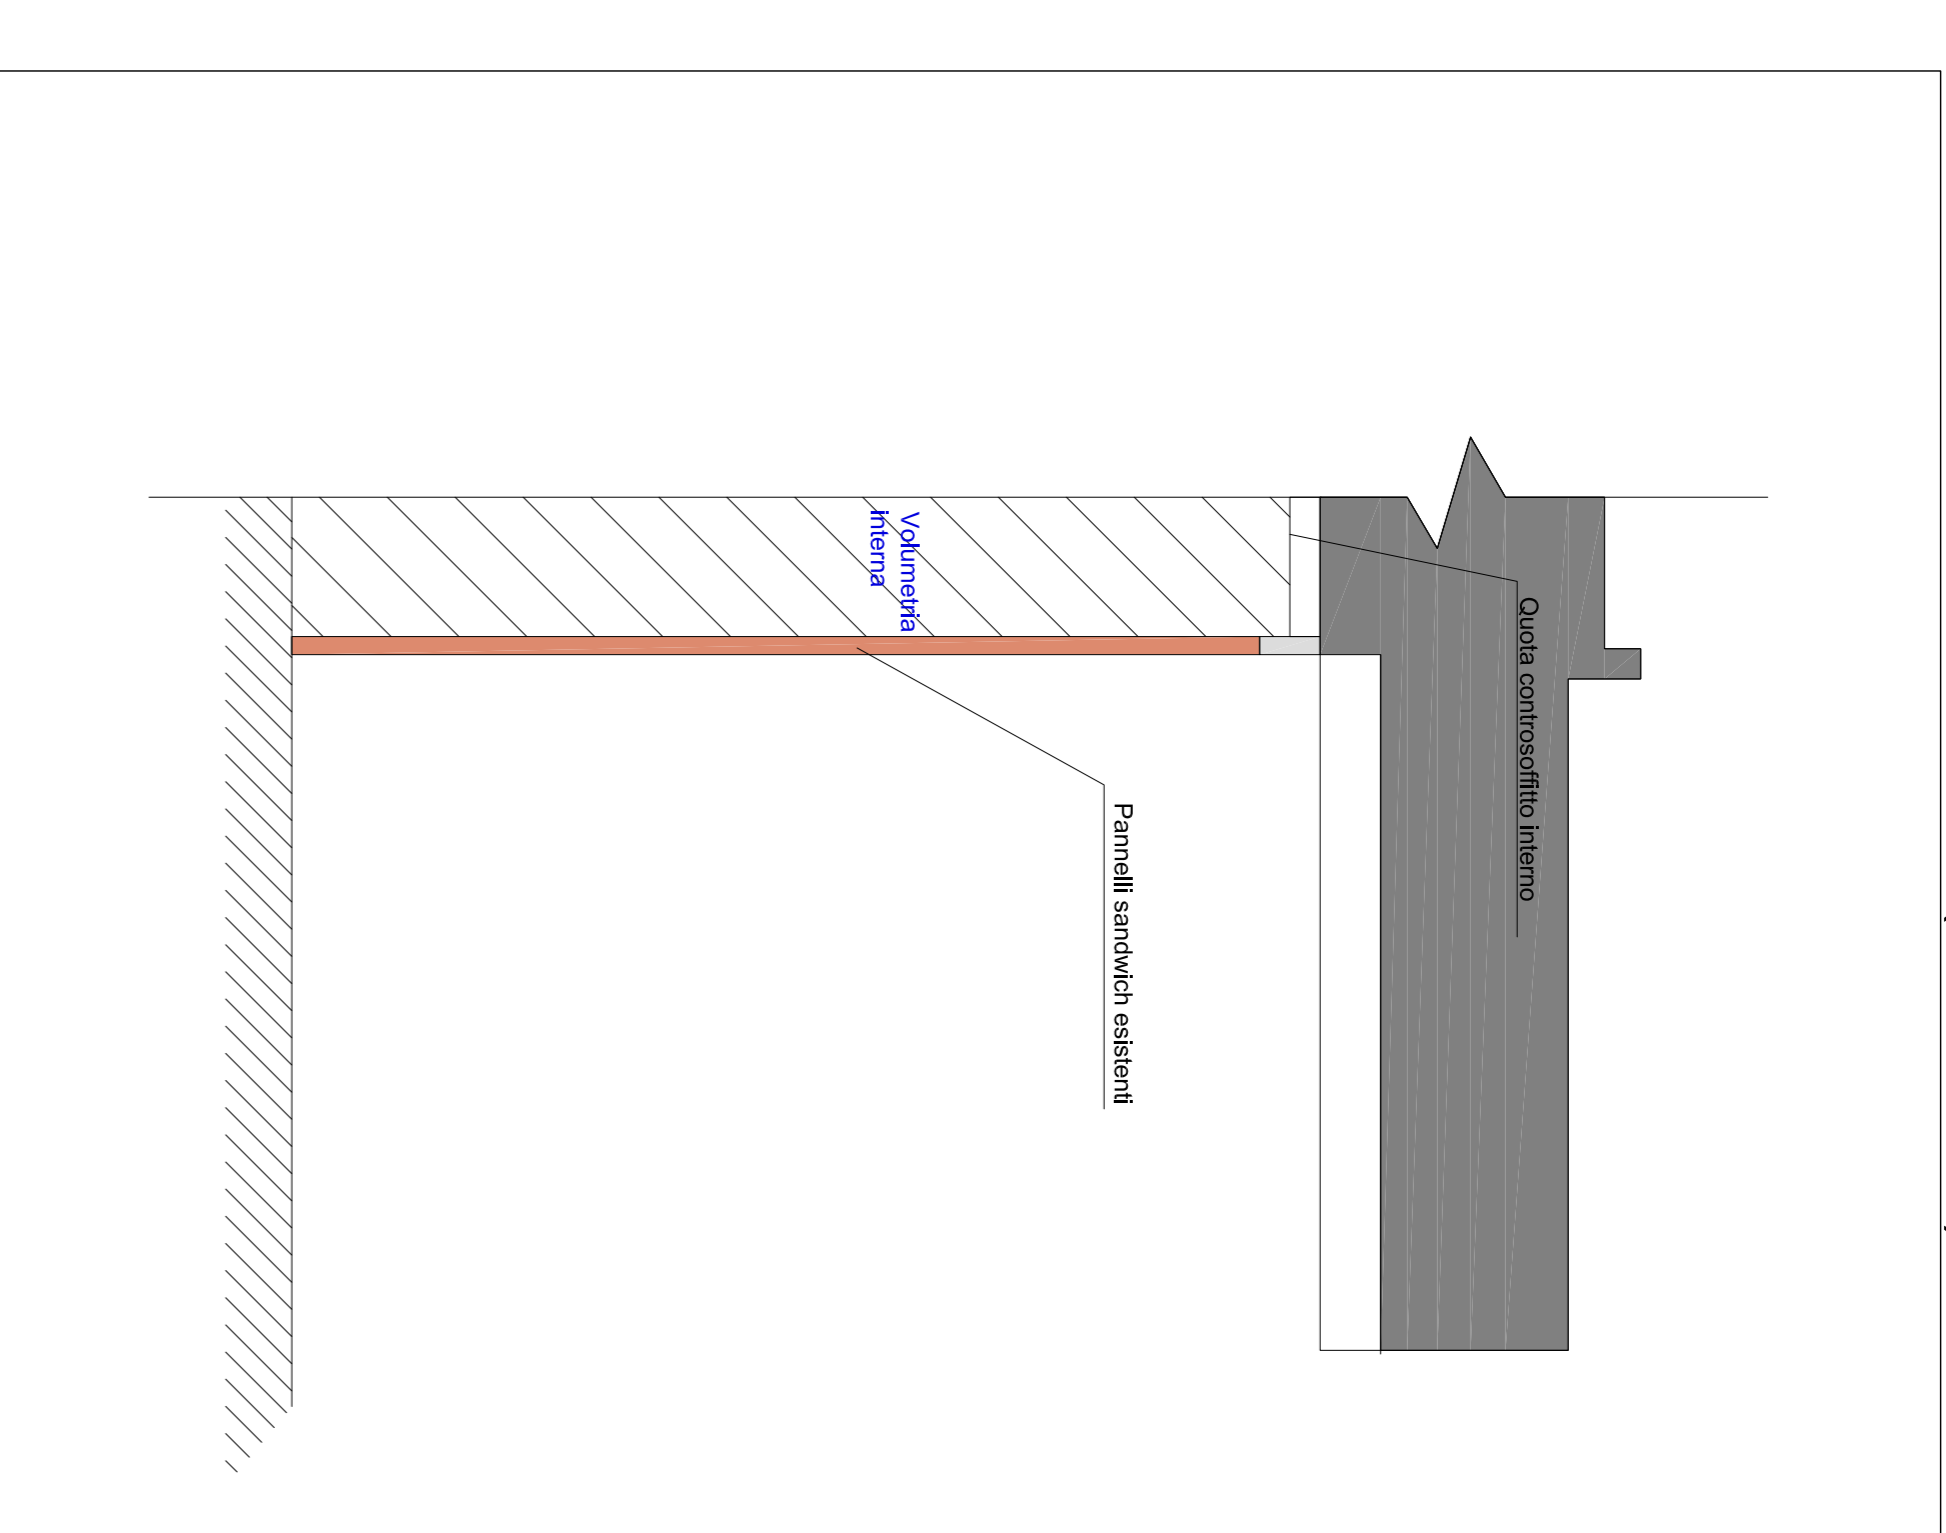 Quota controsoffitto interno
Pannelli sandwich esistenti
Volumetria
interna